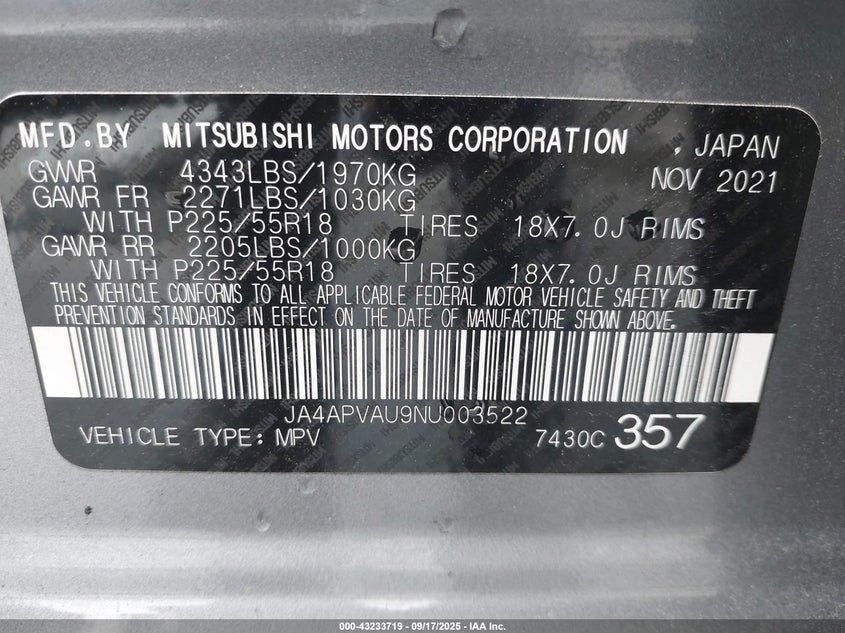 MFD.BY MITSUBISHI MOTORS CORPORATION , JAPAN
GVWR 4343LBS/1970KG NOV 2021
GAWR FR 2271LBS/1030KG
WITH P225/55R18 TIRES 18X7.0J RIMS
GAWR RR 2205LBS/1000KG
WITH P225/55R18 TIRES 18X7.0J RIMS
THIS VEHICLE CONFORMS TO ALL APPLICABLE FEDERAL MOTOR VEHICLE SAFETY AND THEFT
PREVENTION STANDARDS IN EFFECT ON THE DATE OF MANUFACTURE SHOWN ABOVE.
JA4APVAU9NU003522
VEHICLE TYPE: MPV 7430C 357
000-43233719 - 09/17/2025 - IAA Inc.